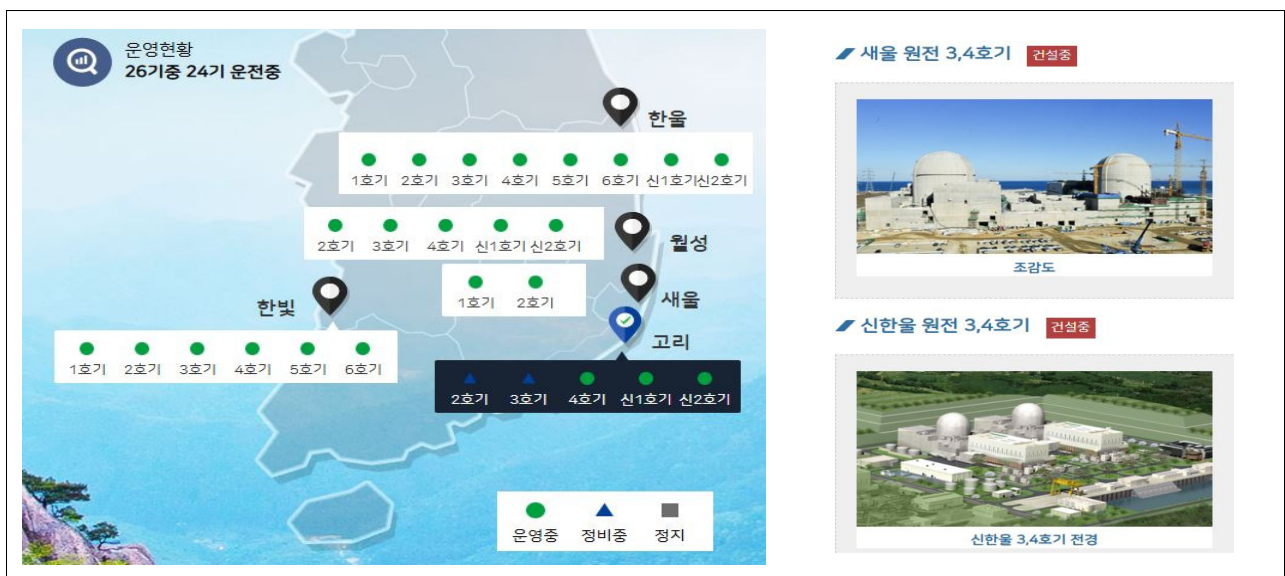 운영현황
26기중 24기 운전중
한울
1호기 2호기 3호기 4호기 5호기 6호기 신1호기 신2호기
월성
2호기 3호기 4호기 신1호기 신2호기
새울
1호기 2호기
한빛
1호기 2호기 3호기 4호기 5호기 6호기
고리
2호기 3호기 4호기 신1호기 신2호기
운영중 정비중 정지
새울 원전 3,4호기 건설중
조감도
신한울 원전 3,4호기 건설중
신한울 3,4호기 전경